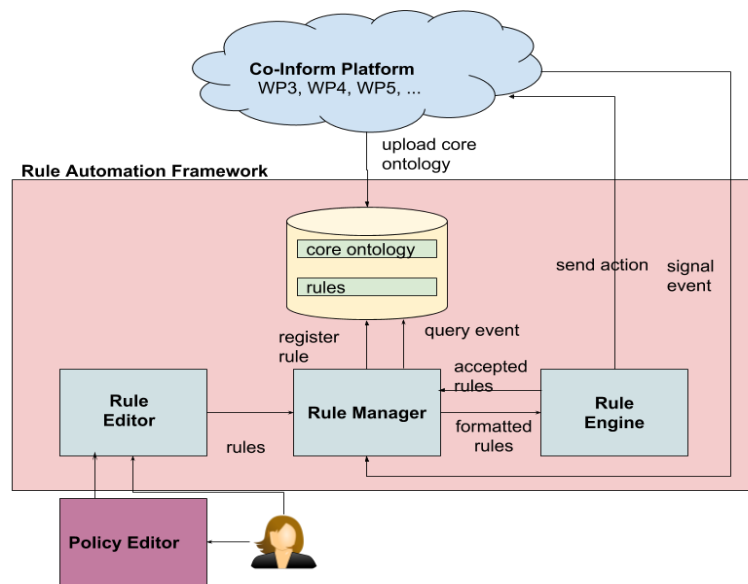 Co-Inform Platform
WP3, WP4, WP5, ...
upload core
ontology
Rule Automation Framework
core ontology
rules
send action
signal
event
register
rule
query event
accepted
rules
Rule
Editor
rules
Rule Manager
formatted
rules
Rule
Engine
Policy Editor